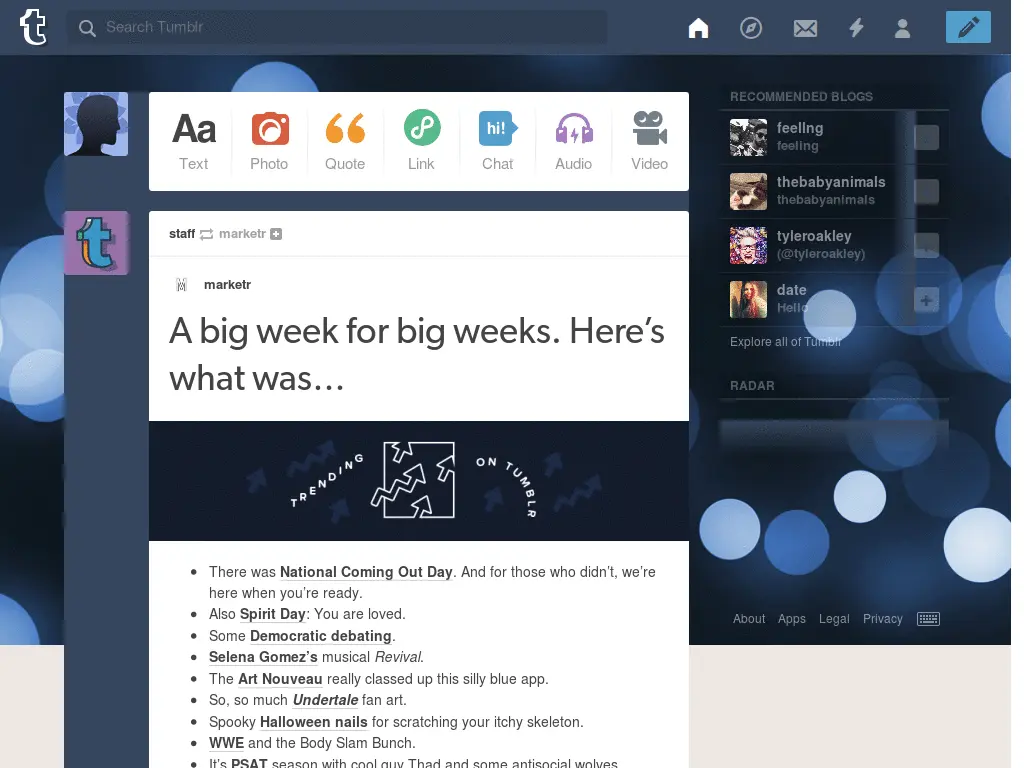 Search Tumblr
Aa
Text
Photo
Quote
Link
hi!
Chat
Audio
Video
staff marketr
marketr
A big week for big weeks. Here's
what was...
TRENDING ON TUMBLR
There was National Coming Out Day. And for those who didn't, we're
here when you're ready.
Also Spirit Day: You are loved.
Some Democratic debating.
Selena Gomez's musical Revival.
The Art Nouveau really classed up this silly blue app.
So, so much Undertale fan art.
Spooky Halloween nails for scratching your itchy skeleton.
WWE and the Body Slam Bunch.
It's PSAT season with cool guy Thad and some antisocial wolves.
RECOMMENDED BLOGS
feelIng
feeling
thebabyanimals
thebabyanimals
tyleroakley
(@tyleroakley)
date
Hello
Explore all of Tumblr
RADAR
About Apps Legal Privacy